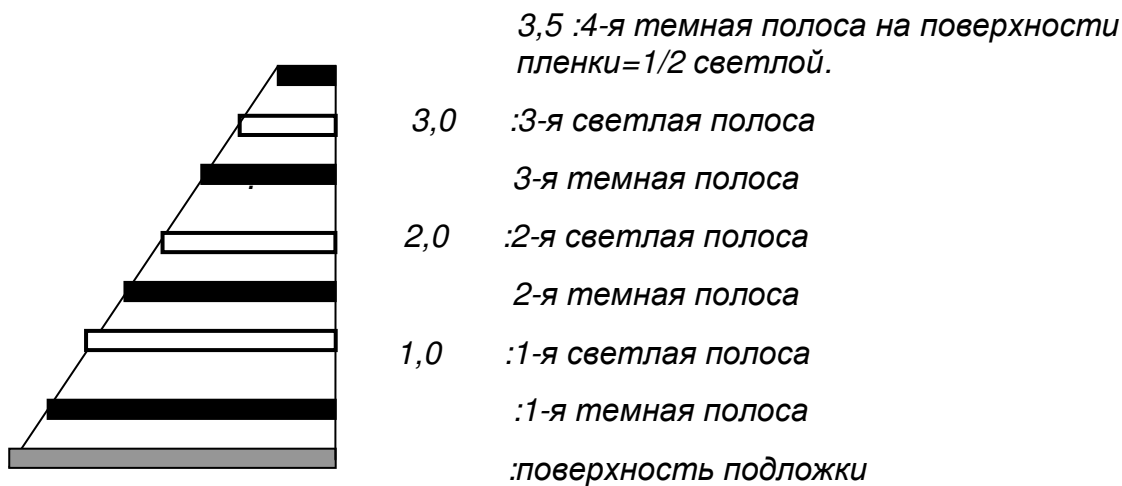 3,5 :4-я темная полоса на поверхности
пленки=1/2 светлой.
3,0 :3-я светлая полоса
3-я темная полоса
2,0 :2-я светлая полоса
2-я темная полоса
1,0 :1-я светлая полоса
:1-я темная полоса
:поверхность подложки